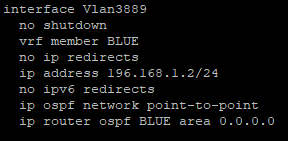 interface Vlan3889
  no shutdown
  vrf member BLUE
  no ip redirects
  ip address 196.168.1.2/24
  no ipv6 redirects
  ip ospf network point-to-point
  ip router ospf BLUE area 0.0.0.0